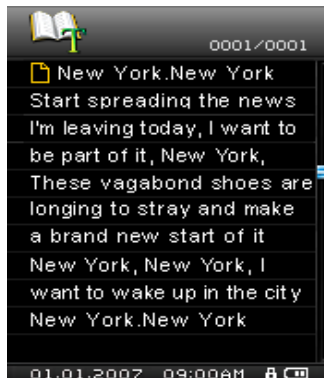 0001/0001
New York.New York
Start spreading the news
I'm leaving today, I want to
be part of it, New York,
These vagabond shoes are
longing to stray and make
a brand new start of it
New York, New York, I
want to wake up in the city
New York.New York
01.01.2007 09:00AM